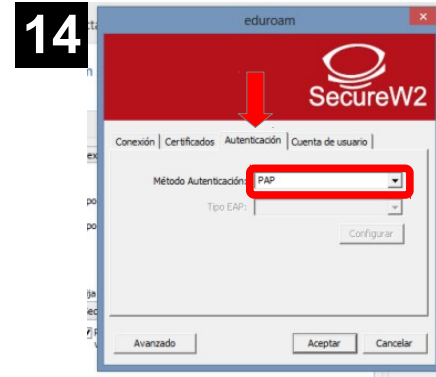 14
eduroam
SecureW2
Conexión Certificados Autenticación Cuenta de usuario
Método Autenticación: PAP
Tipo EAP:
Configurar
Avanzado Aceptar Cancelar